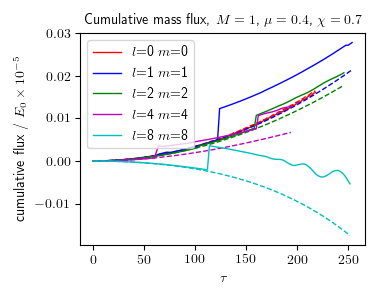 Cumulative mass flux, M = 1, μ = 0.4, χ = 0.7
cumulative flux / E₀ × 10⁻⁵
0.03
0.02
0.01
0.00
−0.01
l=0 m=0
l=1 m=1
l=2 m=2
l=4 m=4
l=8 m=8
0 50 100 150 200 250
τ